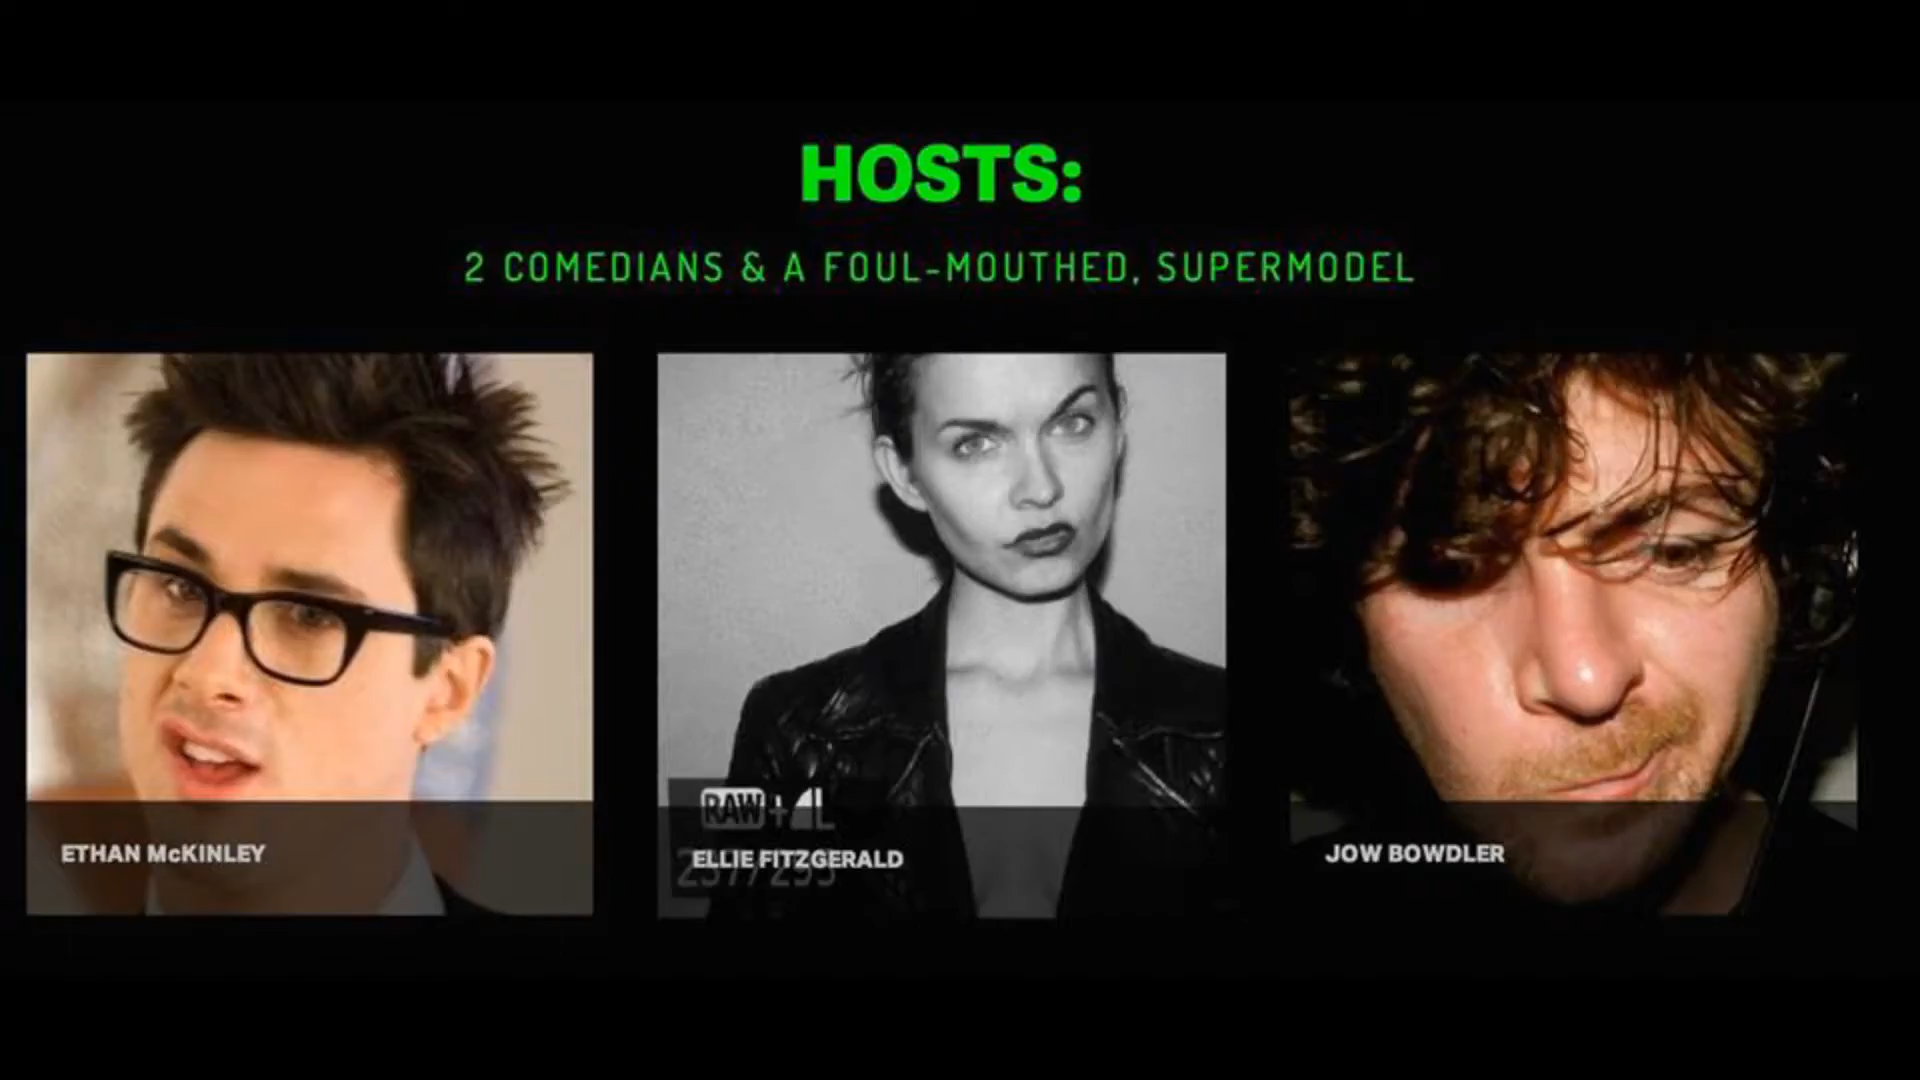 HOSTS:
2 COMEDIANS & A FOUL-MOUTHED, SUPERMODEL
ETHAN McKINLEY
RAW+
ELLIE FITZGERALD
JOW BOWDLER